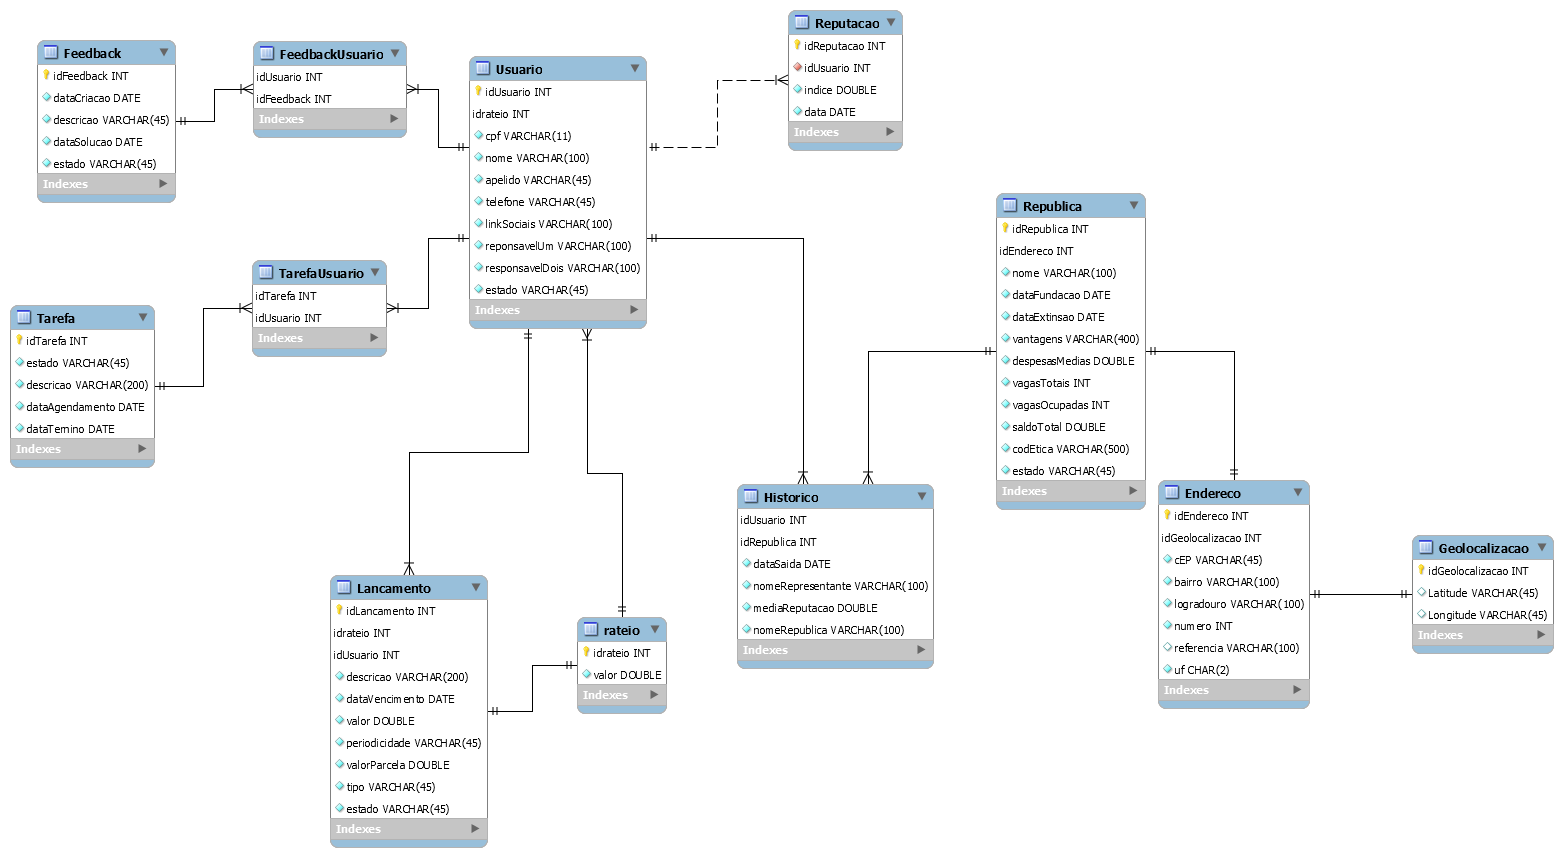 Feedback
idFeedback INT
dataCriacao DATE
descricao VARCHAR(45)
dataSolucao DATE
estado VARCHAR(45)
Indexes
FeedbackUsuario
idUsuario INT
idFeedback INT
Indexes
Usuario
idUsuario INT
idrateio INT
cpf VARCHAR(11)
nome VARCHAR(100)
apelido VARCHAR(45)
telefone VARCHAR(45)
linkSociais VARCHAR(100)
reponsavelUm VARCHAR(100)
responsavelDois VARCHAR(100)
estado VARCHAR(45)
Indexes
Reputacao
idReputacao INT
idUsuario INT
indice DOUBLE
data DATE
Indexes
Republica
idRepublica INT
idEndereco INT
nome VARCHAR(100)
dataFundacao DATE
dataExtinsao DATE
vantagens VARCHAR(400)
despesasMedias DOUBLE
vagasTotais INT
vagasOcupadas INT
saldoTotal DOUBLE
codEtica VARCHAR(500)
estado VARCHAR(45)
Indexes
TarefaUsuario
idTarefa INT
idUsuario INT
Indexes
Tarefa
idTarefa INT
estado VARCHAR(45)
descricao VARCHAR(200)
dataAgendamento DATE
dataTemino DATE
Indexes
Historico
idUsuario INT
idRepublica INT
dataSaida DATE
nomeRepresentante VARCHAR(100)
mediaReputacao DOUBLE
nomeRepublica VARCHAR(100)
Indexes
Endereco
idEndereco INT
idGeolocalizacao INT
cEP VARCHAR(45)
bairro VARCHAR(100)
logradouro VARCHAR(100)
numero INT
referencia VARCHAR(100)
uf CHAR(2)
Indexes
Geolocalizacao
idGeolocalizacao INT
Latitude VARCHAR(45)
Longitude VARCHAR(45)
Indexes
Lancamento
idLancamento INT
idrateio INT
idUsuario INT
descricao VARCHAR(200)
dataVencimento DATE
valor DOUBLE
periodicidade VARCHAR(45)
valorParcela DOUBLE
tipo VARCHAR(45)
estado VARCHAR(45)
Indexes
rateio
idrateio INT
valor DOUBLE
Indexes